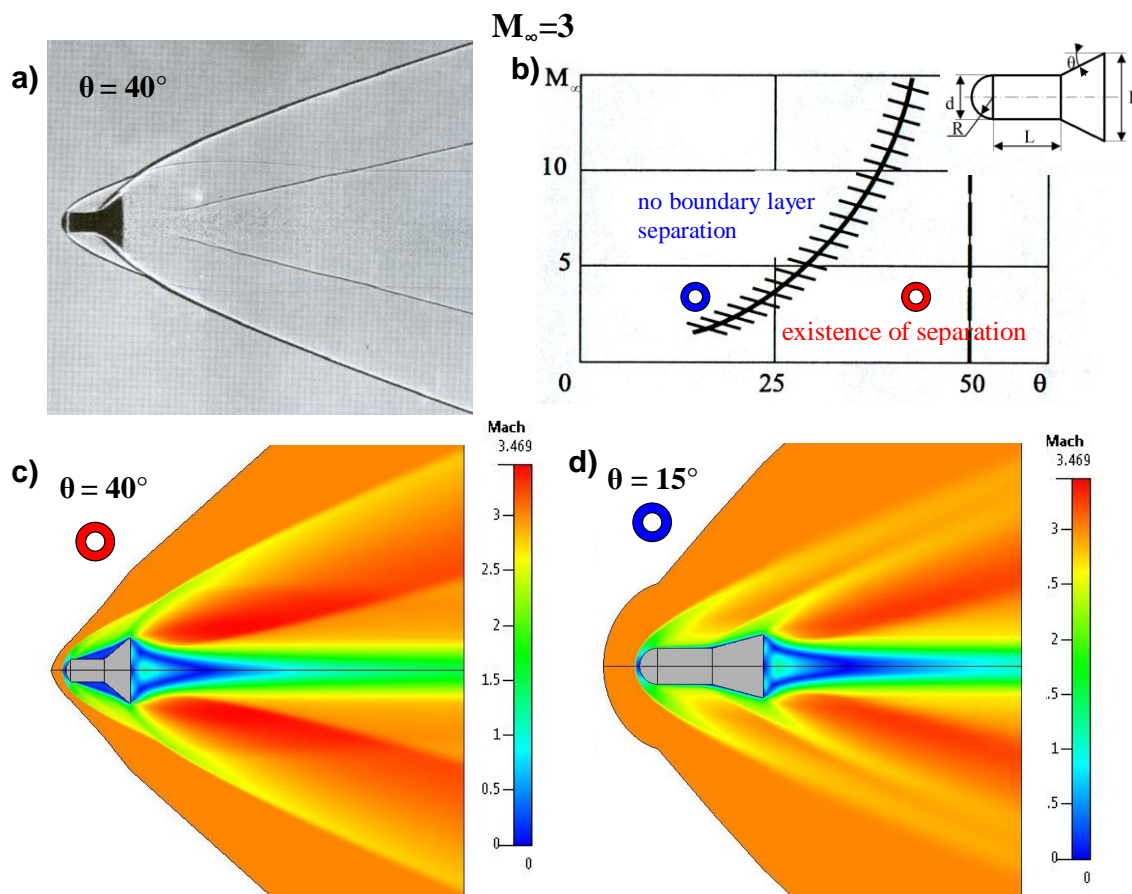 M∞=3
a)
θ = 40°
b)
M∞
10
5
0
25
50
θ
no boundary layer
separation
existence of separation
θ
d
R
L
c)
θ = 40°
Mach
3.469
3
2.5
2
1.5
1
0.5
0
0
d)
θ = 15°
Mach
3.469
3
.5
2
.5
1
.5
0
0